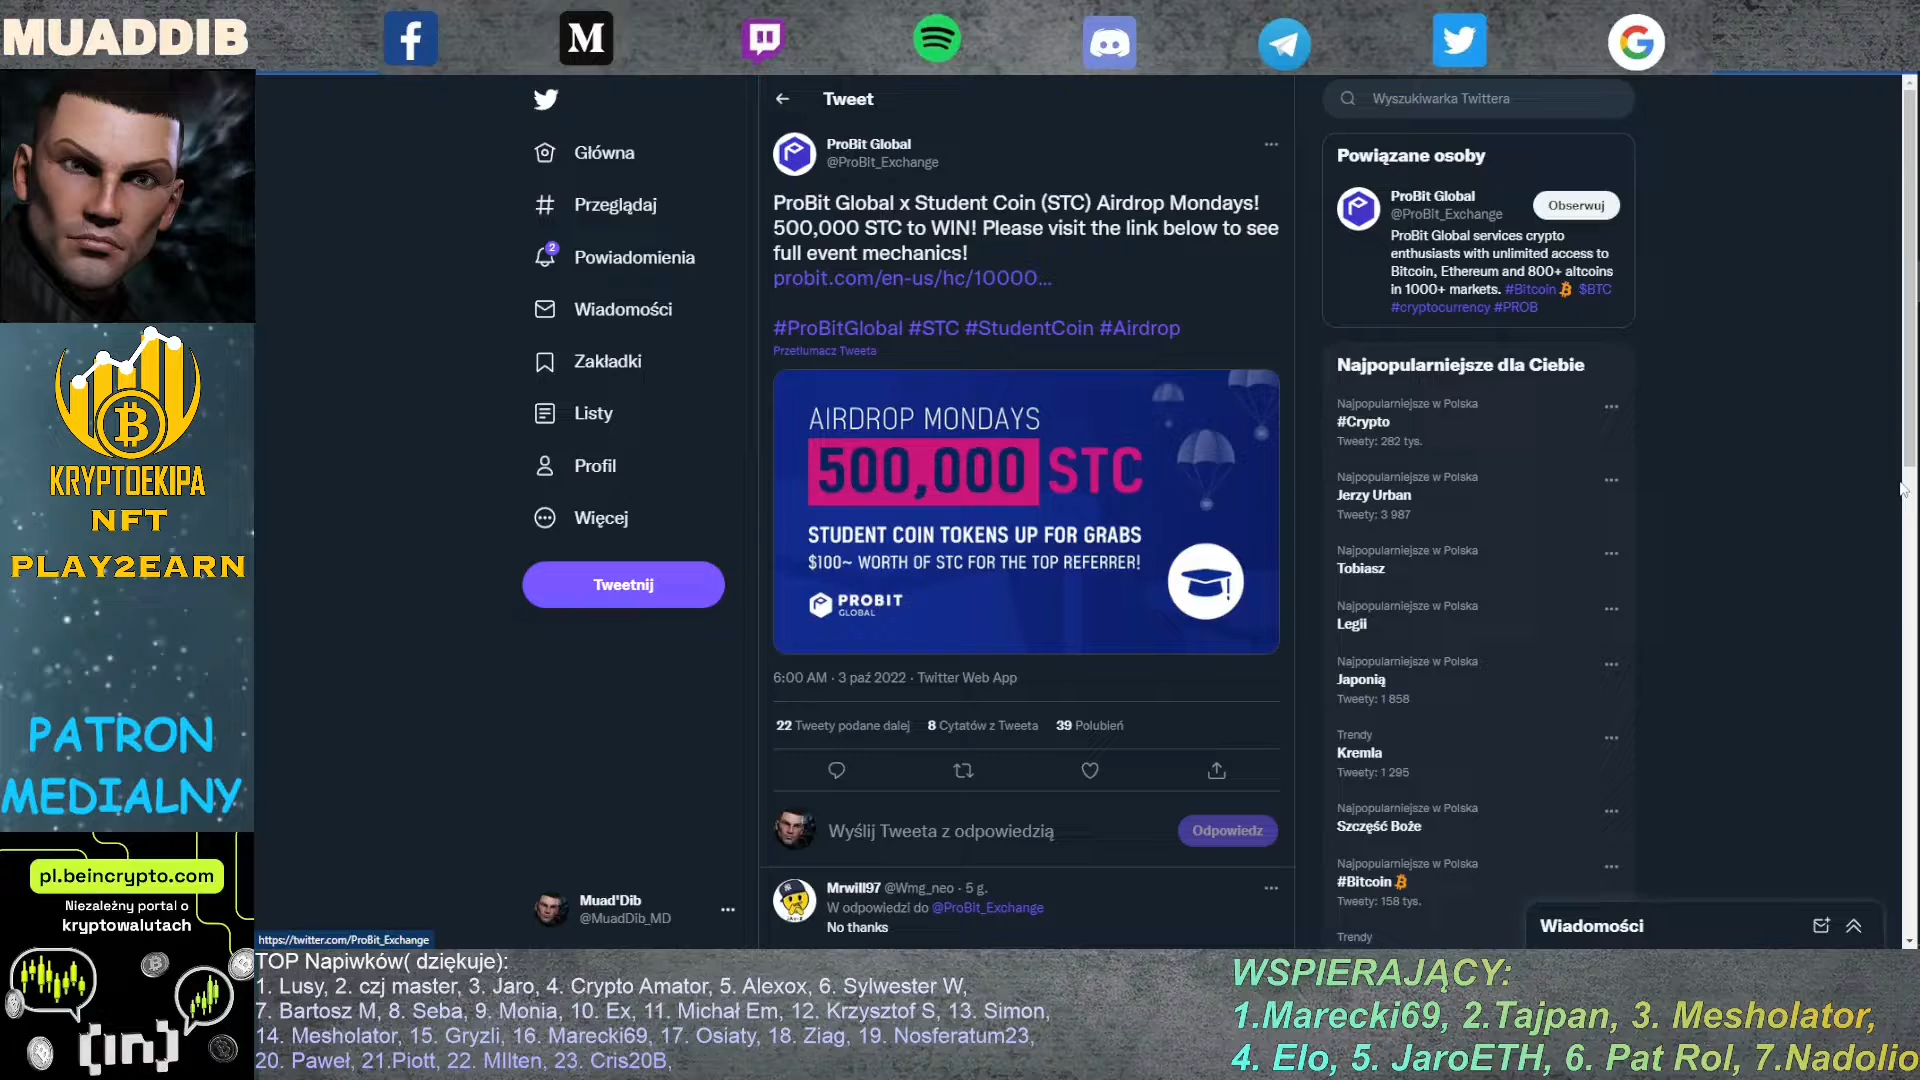 MUADDIB
KRYPTOEKIPA
NFT
PLAY2EARN
PATRON
MEDIALNY
pl.beincrypto.com
Niezależny portal o
kryptowalutach
[in]
Główna
Przeglądaj
2
Powiadomienia
Wiadomości
Zakładki
Listy
Profil
Więcej
Tweetnij
Muad'Dib
@MuadDib_MD
https://twitter.com/ProBit_Exchange
Tweet
ProBit Global
@ProBit_Exchange
ProBit Global x Student Coin (STC) Airdrop Mondays!
500,000 STC to WIN! Please visit the link below to see
full event mechanics!
probit.com/en-us/hc/10000...
#ProBitGlobal #STC #StudentCoin #Airdrop
Przetłumacz Tweeta
AIRDROP MONDAYS
500,000 STC
STUDENT COIN TOKENS UP FOR GRABS
$100~ WORTH OF STC FOR THE TOP REFERRER!
PROBIT
GLOBAL
6:00 AM · 3 paź 2022 · Twitter Web App
22 Tweety podane dalej 8 Cytatów z Tweeta 39 Polubień
Wyślij Tweeta z odpowiedzią
Odpowiedz
Mrwill97 @Wmg_neo · 5 g.
W odpowiedzi do @ProBit_Exchange
No thanks
Wyszukiwarka Twittera
Powiązane osoby
ProBit Global
@ProBit_Exchange
Obserwuj
ProBit Global services crypto
enthusiasts with unlimited access to
Bitcoin, Ethereum and 800+ altcoins
in 1000+ markets. #Bitcoin $BTC
#cryptocurrency #PROB
Najpopularniejsze dla Ciebie
Najpopularniejsze w Polska
#Crypto
Tweety: 282 tys.
Najpopularniejsze w Polska
Jerzy Urban
Tweety: 3 987
Najpopularniejsze w Polska
Tobiasz
Najpopularniejsze w Polska
Legii
Najpopularniejsze w Polska
Japonią
Tweety: 1 858
Trendy
Kremla
Tweety: 1 295
Najpopularniejsze w Polska
Szczęść Boże
Najpopularniejsze w Polska
#Bitcoin
Tweety: 158 tys.
Trendy
Wiadomości
TOP Napiwków( dziękuje):
1. Lusy, 2. czj master, 3. Jaro, 4. Crypto Amator, 5. Alexox, 6. Sylwester W,
7. Bartosz M, 8. Seba, 9. Monia, 10. Ex, 11. Michał Em, 12. Krzysztof S, 13. Simon,
14. Mesholator, 15. Gryzli, 16. Marecki69, 17. Osiaty, 18. Ziag, 19. Nosferatum23,
20. Paweł, 21.Piott, 22. MIlten, 23. Cris20B,
WSPIERAJĄCY:
1.Marecki69, 2.Tajpan, 3. Mesholator,
4. Elo, 5. JaroETH, 6. Pat Rol, 7.Nadolio